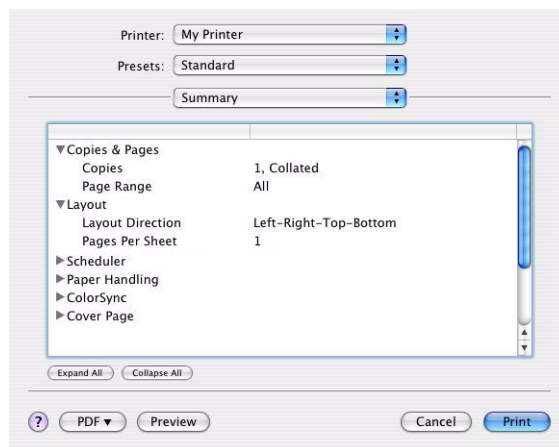 Printer: My Printer
Presets: Standard
Summary
Copies & Pages
Copies 1, Collated
Page Range All
Layout
Layout Direction Left-Right-Top-Bottom
Pages Per Sheet 1
Scheduler
Paper Handling
ColorSync
Cover Page
Expand All Collapse All
? PDF Preview Cancel Print